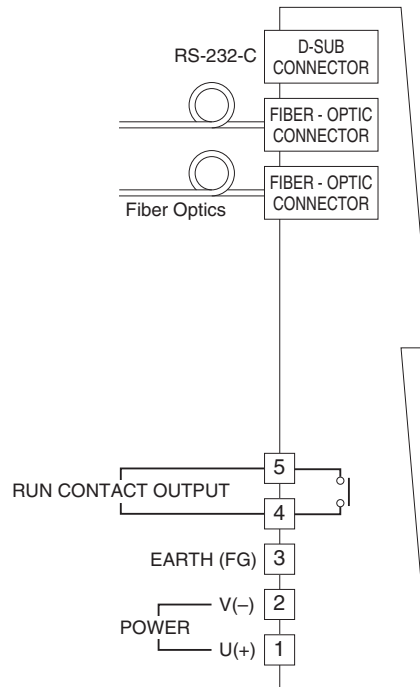 RS-232-C
D-SUB
CONNECTOR
FIBER - OPTIC
CONNECTOR
FIBER - OPTIC
CONNECTOR
Fiber Optics
5
RUN CONTACT OUTPUT
4
EARTH (FG)
3
V(–)
2
POWER
U(+)
1